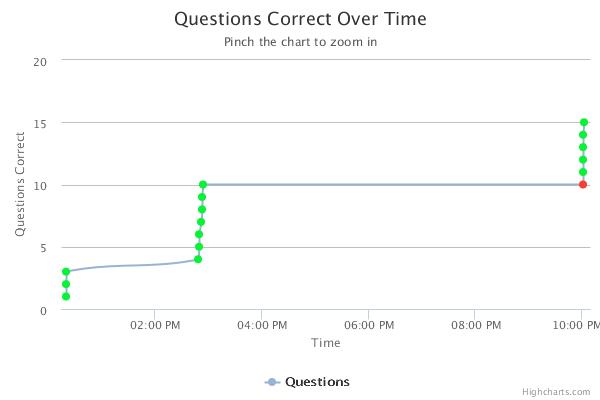 Questions Correct Over Time
Pinch the chart to zoom in
Questions Correct
20
15
10
5
0
02:00 PM 04:00 PM 06:00 PM 08:00 PM 10:00 PM
Time
Questions
Highcharts.com